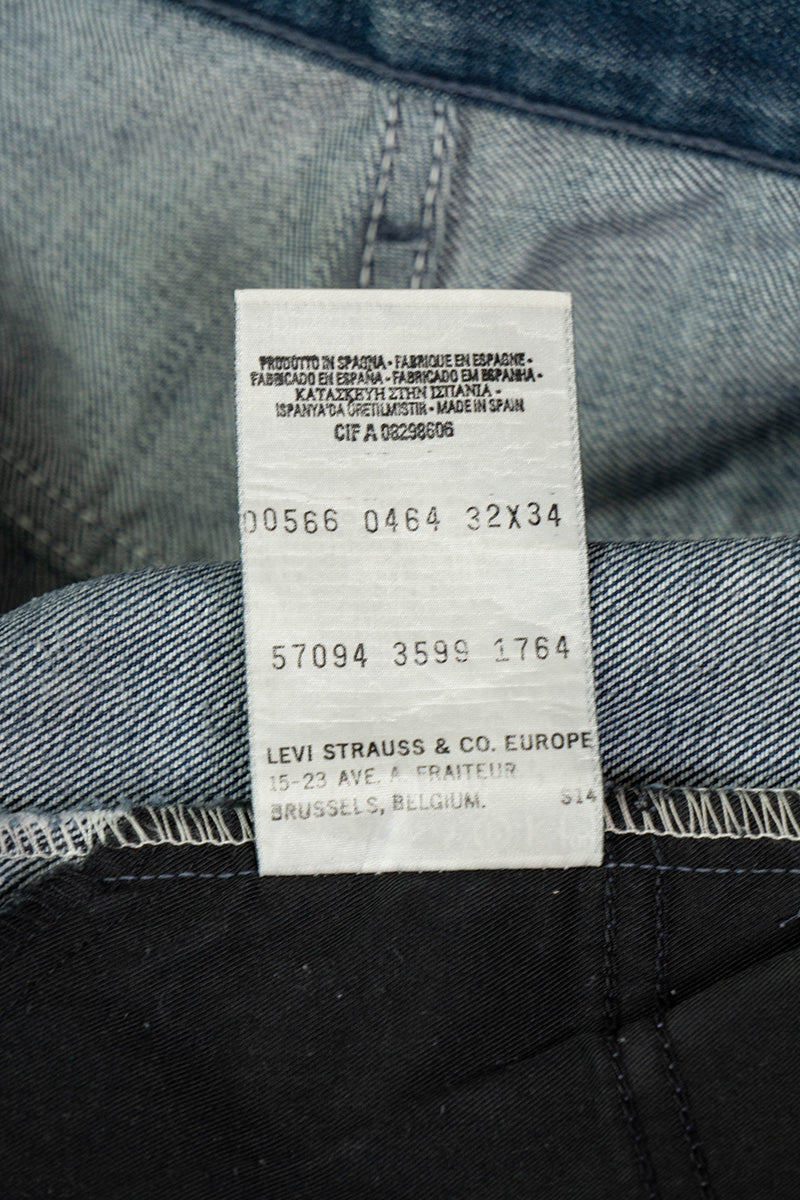 PRODOTTO IN SPAGNA - FABRIQUE EN ESPAGNE -
FABRICADO EN ESPAÑA - FABRICADO EM ESPANHA -
ΚΑΤΑΣΚΕΥΗ ΣΤΗΝ ΙΣΠΑΝΙΑ -
ISPANYA'DA ÜRETILMISTIR - MADE IN SPAIN
CIF A 08298606
00566 0464 32X34
57094 3599 1764
LEVI STRAUSS & CO. EUROPE
15-23 AVE. A. FRAITEUR
BRUSSELS, BELGIUM. S14